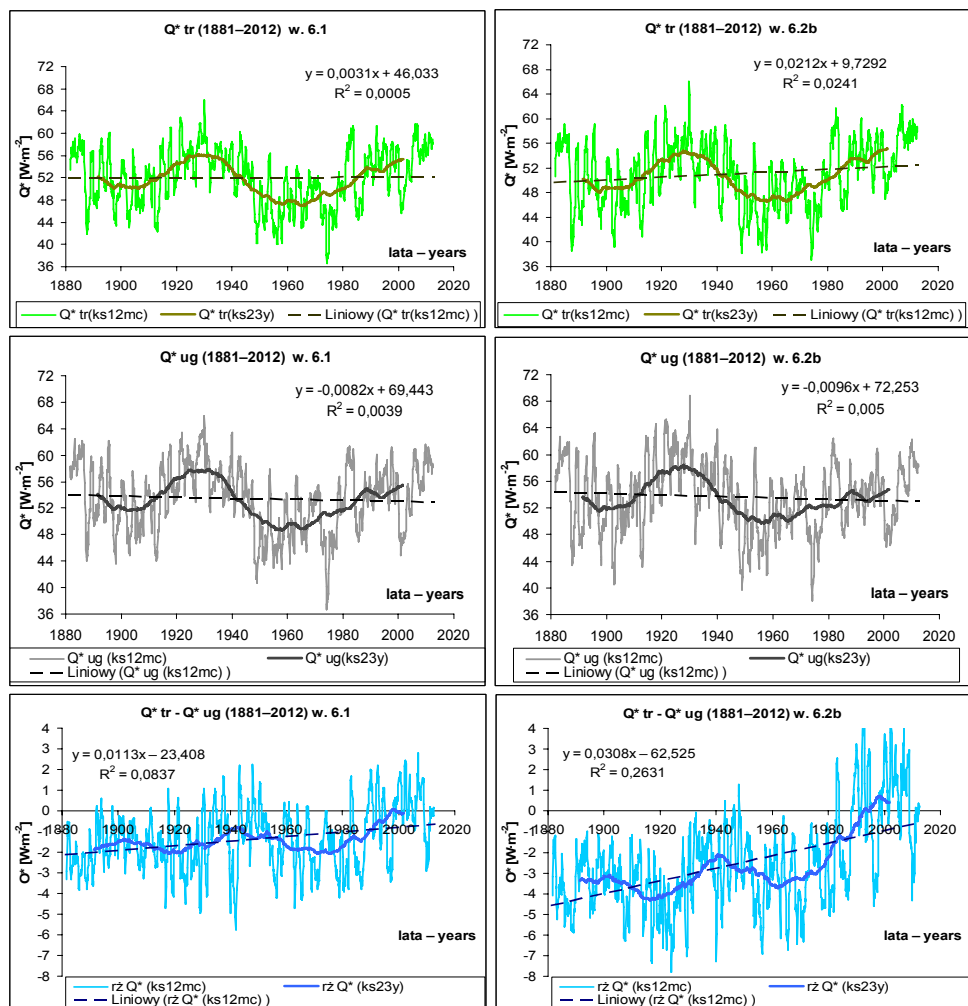 Q* tr (1881–2012) w. 6.1
y = 0,0031x + 46,033
R² = 0,0005
Q* [W·m⁻²]
72
68
64
60
56
52
48
44
40
36
1880 1900 1920 1940 1960 1980 2000 2020
lata – years
Q* tr(ks12mc) Q* tr(ks23y) Liniowy (Q* tr(ks12mc) )
Q* tr (1881–2012) w. 6.2b
y = 0,0212x + 9,7292
R² = 0,0241
Q* [W·m⁻²]
72
68
64
60
56
52
48
44
40
36
1880 1900 1920 1940 1960 1980 2000 2020
lata – years
Q* tr(ks12mc) Q* tr(ks23y) Liniowy (Q* tr(ks12mc) )
Q* ug (1881–2012) w. 6.1
y = -0,0082x + 69,443
R² = 0,0039
Q* [W·m⁻²]
72
68
64
60
56
52
48
44
40
36
1880 1900 1920 1940 1960 1980 2000 2020
lata – years
Q* ug (ks12mc) Q* ug(ks23y)
Liniowy (Q* ug (ks12mc) )
Q* ug (1881–2012) w. 6.2b
y = -0,0096x + 72,253
R² = 0,005
Q* [W·m⁻²]
72
68
64
60
56
52
48
44
40
36
1880 1900 1920 1940 1960 1980 2000 2020
lata – years
Q* ug (ks12mc) Q* ug(ks23y)
Liniowy (Q* ug (ks12mc) )
Q* tr - Q* ug (1881–2012) w. 6.1
y = 0,0113x – 23,408
R² = 0,0837
Q* [W·m⁻²]
4
3
2
1
0
-1
-2
-3
-4
-5
-6
-7
-8
1880 1900 1920 1940 1960 1980 2000 2020
lata – years
rż Q* (ks12mc) rż Q* (ks23y)
Liniowy (rż Q* (ks12mc) )
Q* tr - Q* ug (1881–2012) w. 6.2b
y = 0,0308x – 62,525
R² = 0,2631
Q* [W·m⁻²]
4
3
2
1
0
-1
-2
-3
-4
-5
-6
-7
-8
1880 1900 1920 1940 1960 1980 2000 2020
lata – years
rż Q* (ks12mc) rż Q* (ks23y)
Liniowy (rż Q* (ks12mc) )